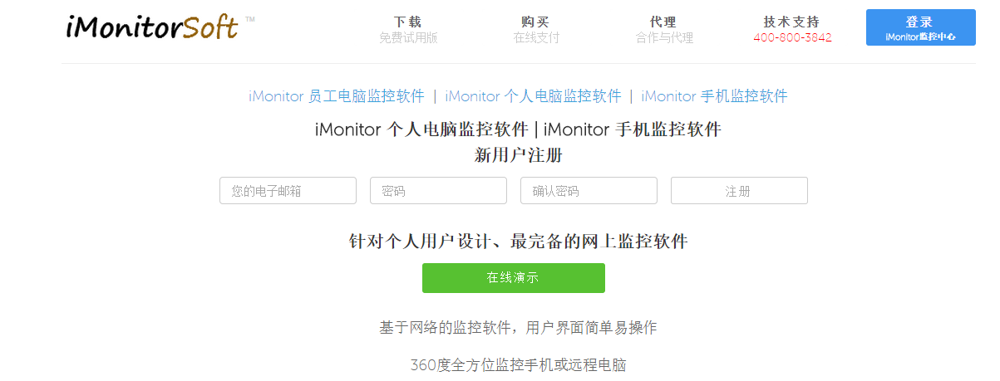 iMonitorSoft ™
下载
免费试用版
购买
在线支付
代理
合作与代理
技术支持
400-800-3842
登录
iMonitor监控中心
iMonitor 员工电脑监控软件 | iMonitor 个人电脑监控软件 | iMonitor 手机监控软件
iMonitor 个人电脑监控软件 | iMonitor 手机监控软件
新用户注册
您的电子邮箱 密码 确认密码 注册
针对个人用户设计、最完备的网上监控软件
在线演示
基于网络的监控软件，用户界面简单易操作
360度全方位监控手机或远程电脑